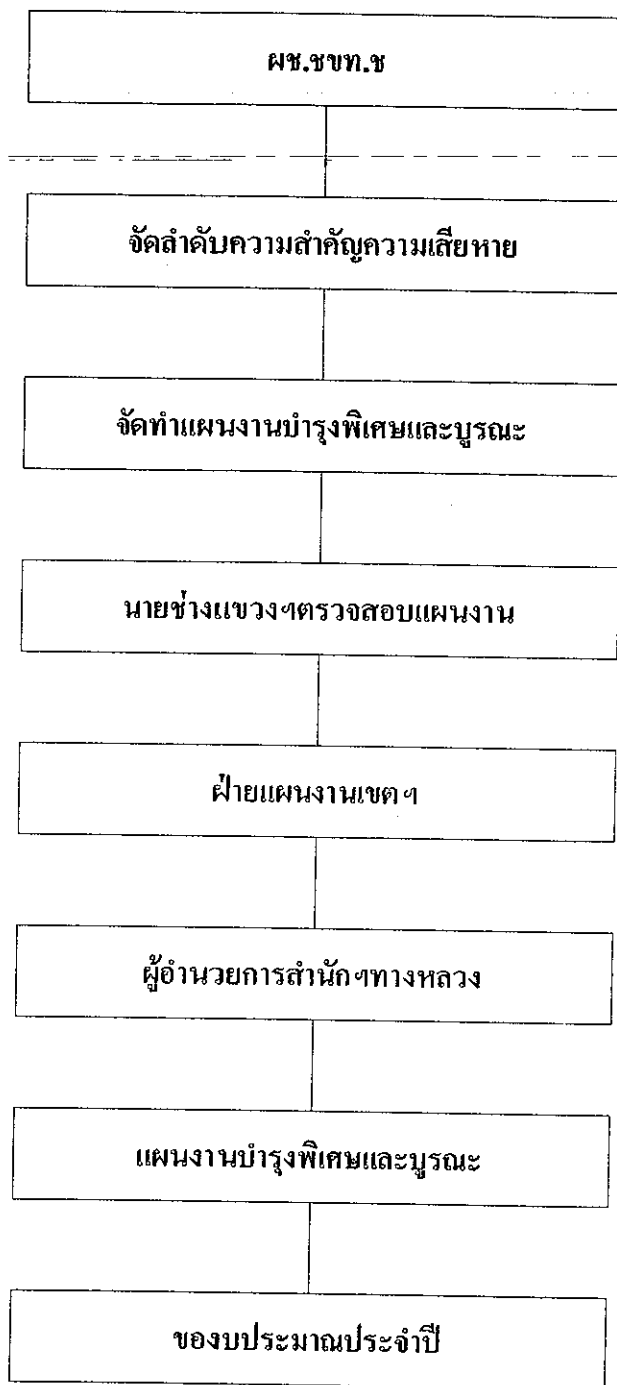 ผช.ชขท.ช
จัดลำดับความสำคัญความเสียหาย
จัดทำแผนงานบำรุงพิเศษและบูรณะ
นายช่างแขวงฯตรวจสอบแผนงาน
ฝ่ายแผนงานเขตฯ
ผู้อำนวยการสำนักฯทางหลวง
แผนงานบำรุงพิเศษและบูรณะ
ของบประมาณประจำปี